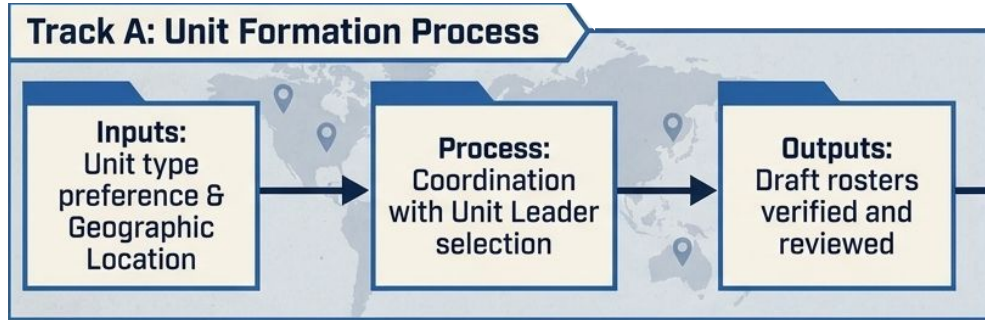 Track A: Unit Formation Process
Inputs:
Unit type
preference &
Geographic
Location
Process:
Coordination
with Unit Leader
selection
Outputs:
Draft rosters
verified and
reviewed